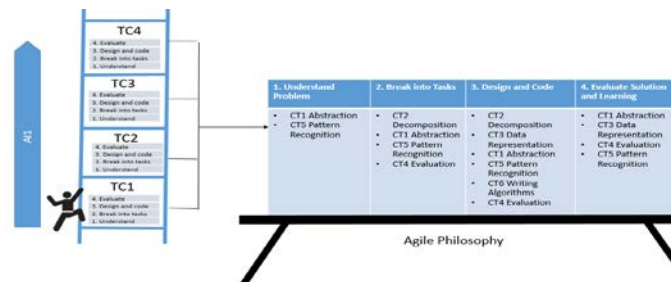 TC4
4. Evaluate
3. Design and code
2. Break into tasks
1. Understand
TC3
4. Evaluate
3. Design and code
2. Break into tasks
1. Understand
TC2
4. Evaluate
3. Design and code
2. Break into tasks
1. Understand
TC1
4. Evaluate
3. Design and code
2. Break into tasks
1. Understand
1. Understand
Problem
• CT1 Abstraction
• CT5 Pattern
Recognition
2. Break into Tasks
• CT2
Decomposition
• CT1 Abstraction
• CT5 Pattern
Recognition
• CT4 Evaluation
3. Design and Code
• CT2
Decomposition
• CT3 Data
Representation
• CT1 Abstraction
• CT5 Pattern
Recognition
• CT0 Writing
Algorithms
• CT4 Evaluation
4. Evaluate Solution
and Learning
• CT1 Abstraction
• CT3 Data
Representation
• CT4 Evaluation
• CT5 Pattern
Recognition
Agile Philosophy